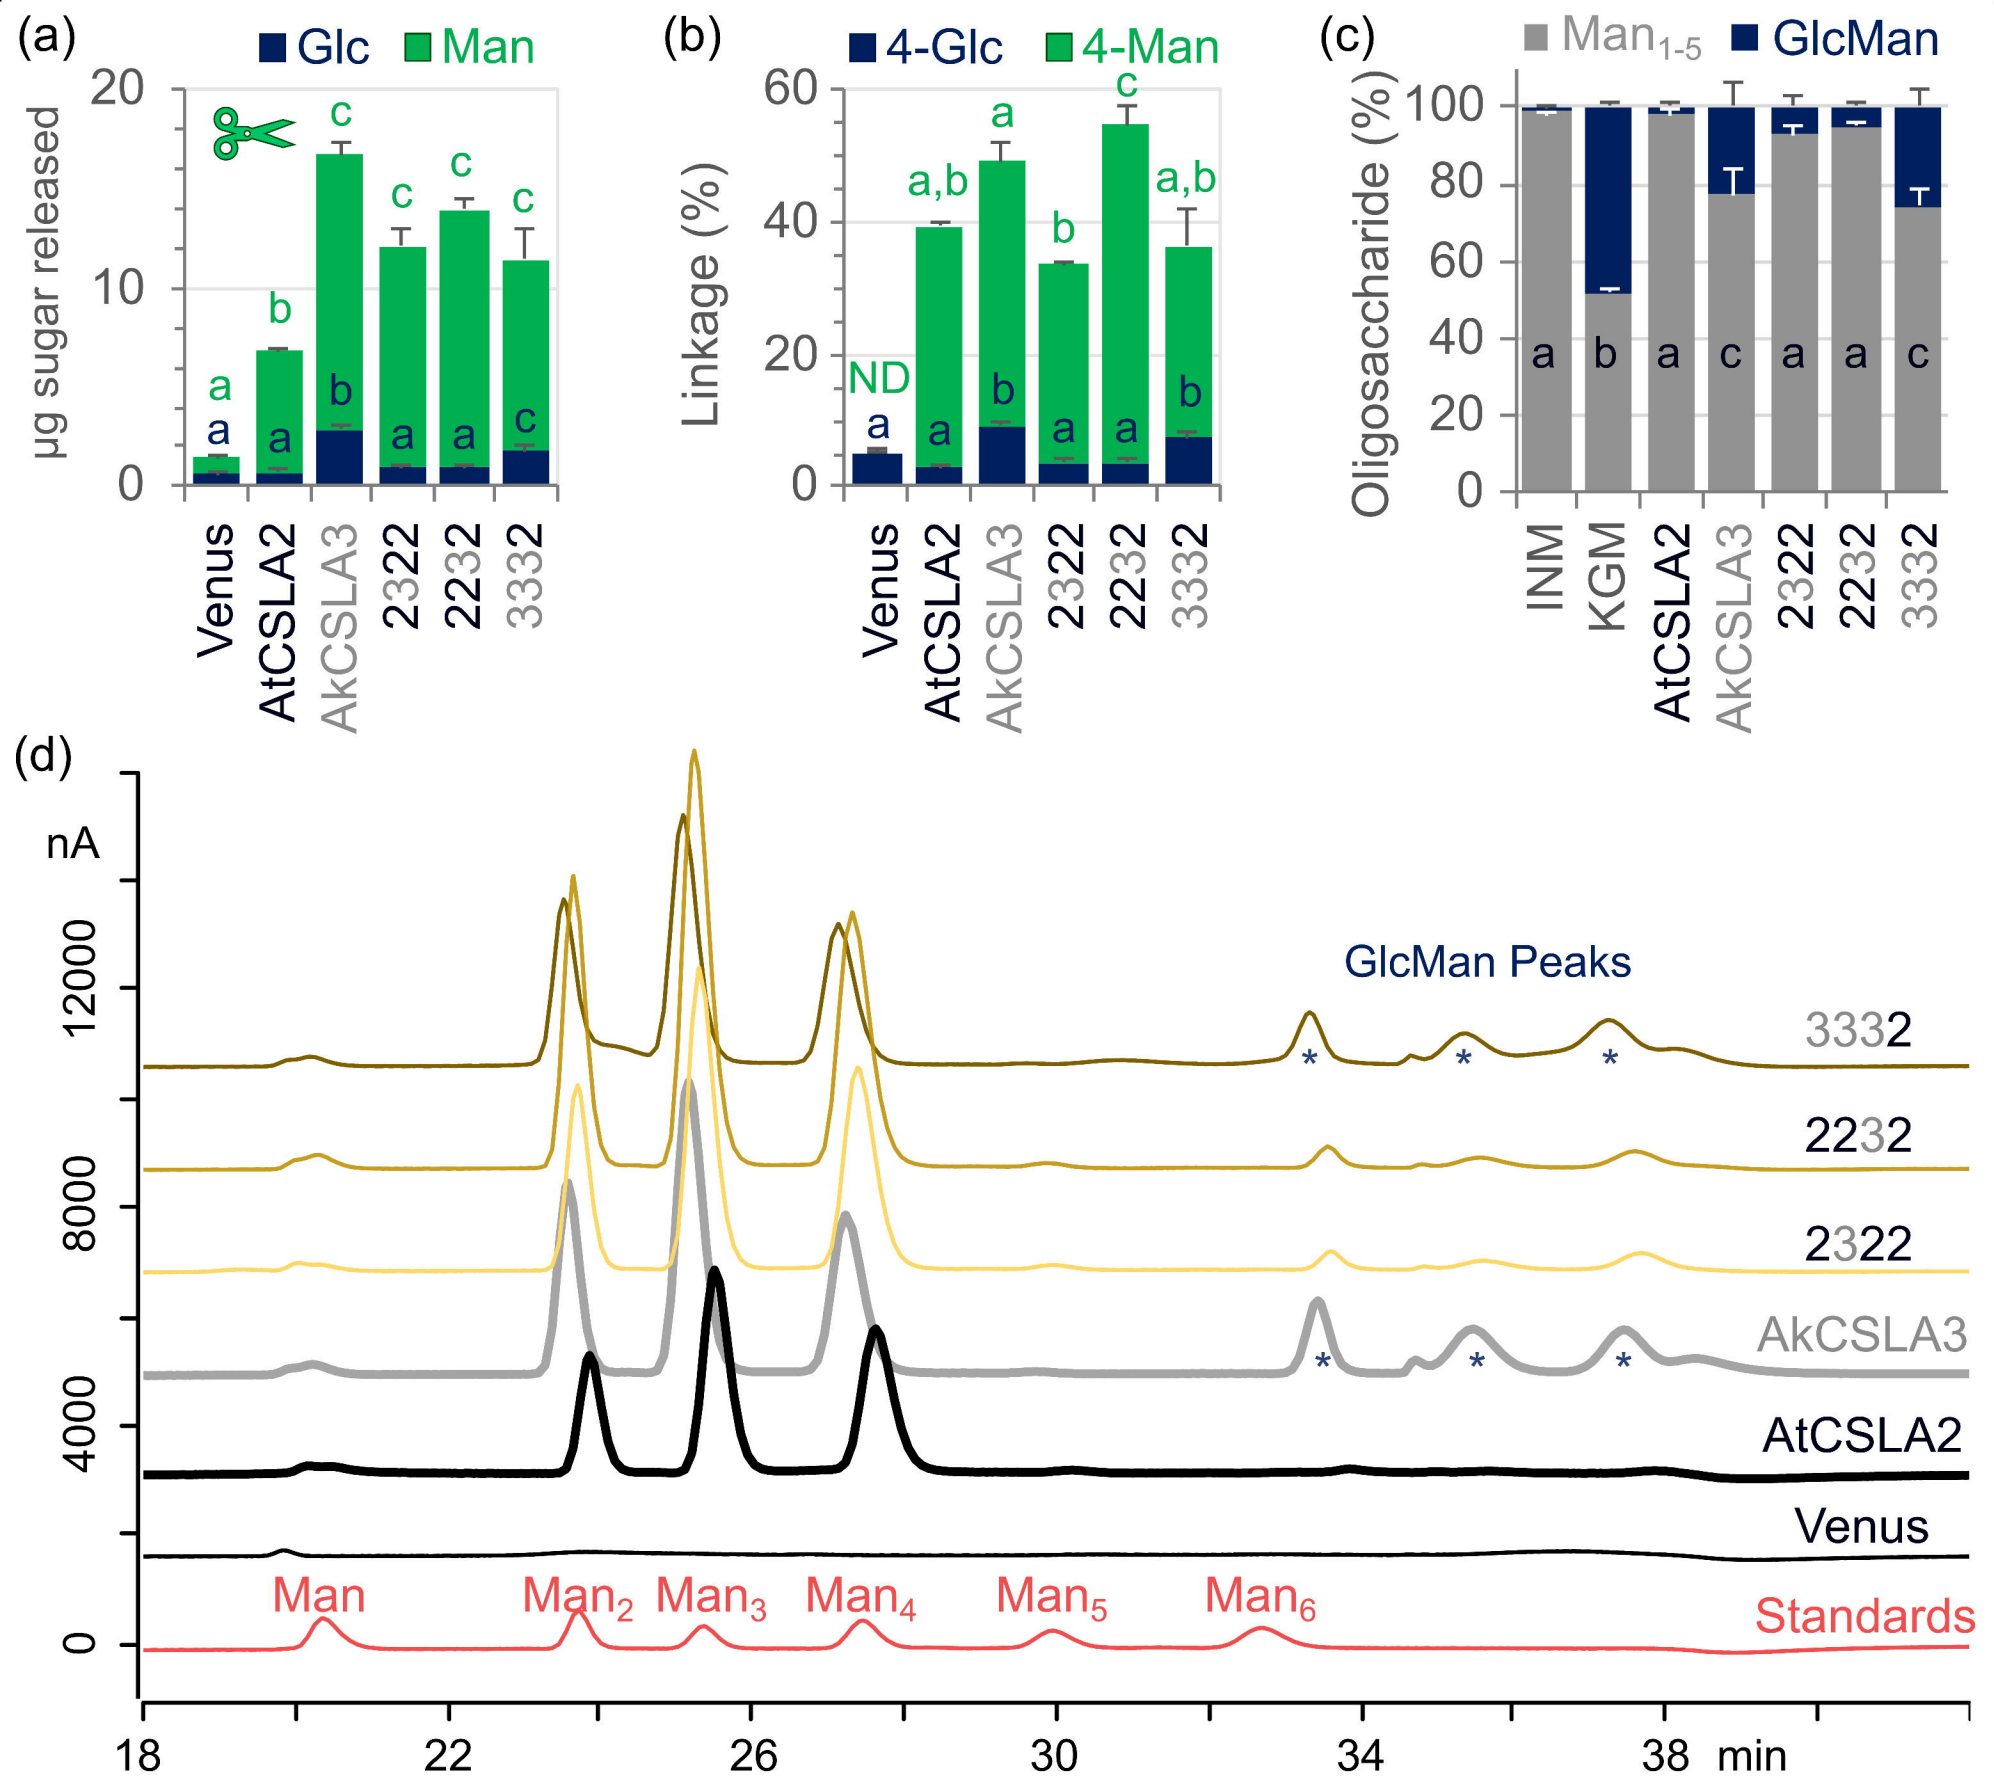 (a)
Glc Man
20
10
0
µg sugar released
a
a
b
a
c
b
c
a
c
a
c
c
Venus
AtCSLA2
AkCSLA3
2322
2232
3332
(b)
4-Glc 4-Man
60
40
20
0
Linkage (%)
ND
a
a,b
a
a
b
b
a
c
a
a,b
b
Venus
AtCSLA2
AkCSLA3
2322
2232
3332
(c)
Man1-5 GlcMan
100
80
60
40
20
0
Oligosaccharide (%)
a b a c a a c
INM
KGM
AtCSLA2
AkCSLA3
2322
2232
3332
(d)
nA
12000
8000
4000
0
GlcMan Peaks
3332
* * *
2232
2322
AkCSLA3
* * *
AtCSLA2
Venus
Man Man2 Man3 Man4 Man5 Man6
Standards
18 22 26 30 34 38 min